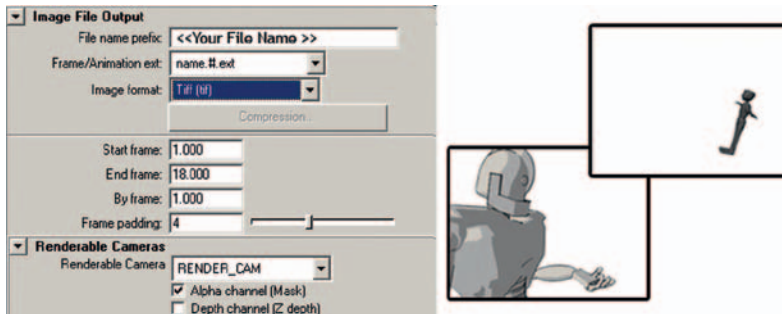 Image File Output
File name prefix: <<Your File Name >>
Frame/Animation ext: name.#.ext
Image format: Tiff (tif)
Compression...
Start frame: 1.000
End frame: 18.000
By frame: 1.000
Frame padding: 4
Renderable Cameras
Renderable Camera RENDER_CAM
Alpha channel (Mask)
Depth channel (Z depth)